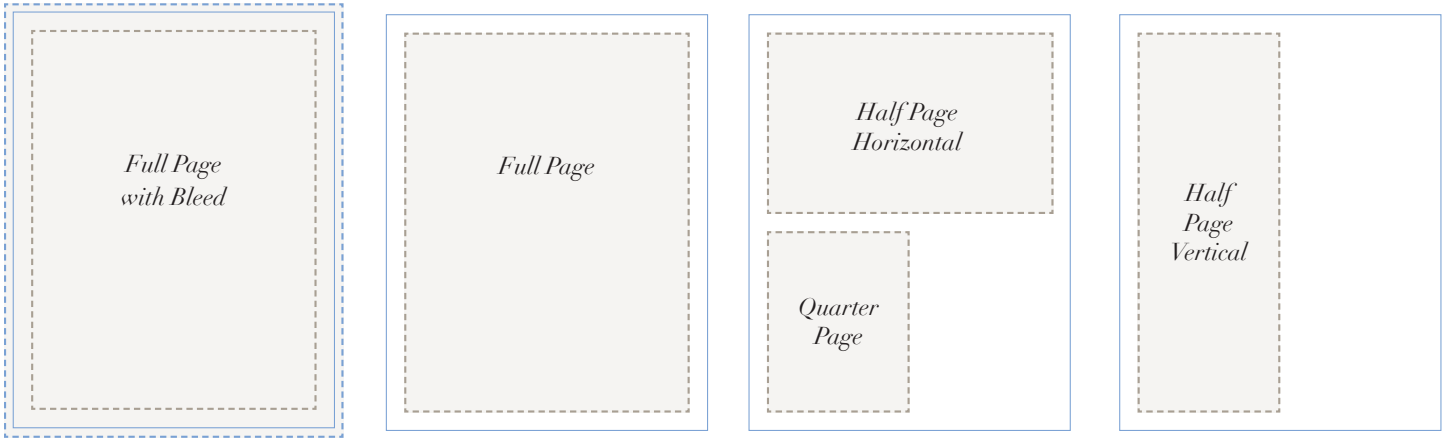 Full Page
with Bleed
Full Page
Half Page
Horizontal
Quarter
Page
Half
Page
Vertical